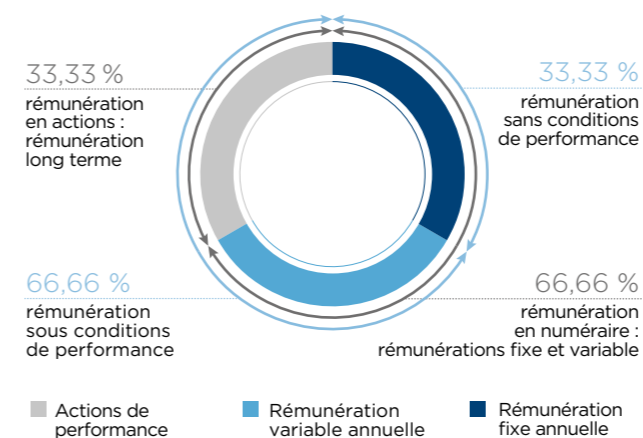 33,33 %
rémunération
en actions :
rémunération
long terme
33,33 %
rémunération
sans conditions
de performance
66,66 %
rémunération
sous conditions
de performance
66,66 %
rémunération
en numéraire :
rémunérations fixe et variable
Actions de
performance
Rémunération
variable annuelle
Rémunération
fixe annuelle